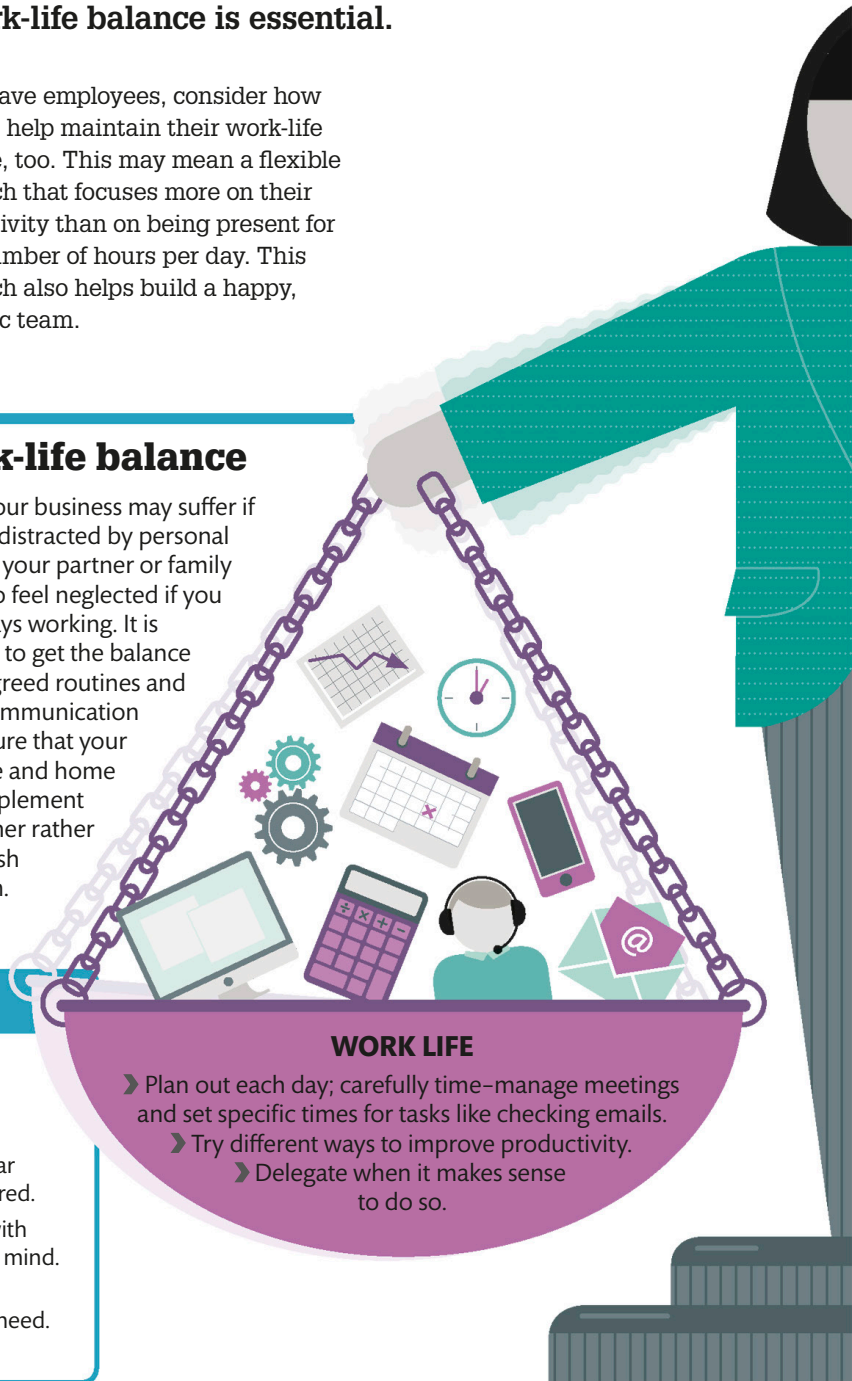 rk-life balance is essential.
ave employees, consider how
help maintain their work-life
e, too. This may mean a flexible
ch that focuses more on their
ivity than on being present for
umber of hours per day. This
ch also helps build a happy,
ic team.
k-life balance
our business may suffer if
distracted by personal
your partner or family
o feel neglected if you
ys working. It is
to get the balance
greed routines and
ommunication
ure that your
e and home
plement
her rather
sh
n.
@
WORK LIFE
❯ Plan out each day; carefully time-manage meetings
and set specific times for tasks like checking emails.
❯ Try different ways to improve productivity.
❯ Delegate when it makes sense
to do so.
ar
red.
vith
mind.
need.